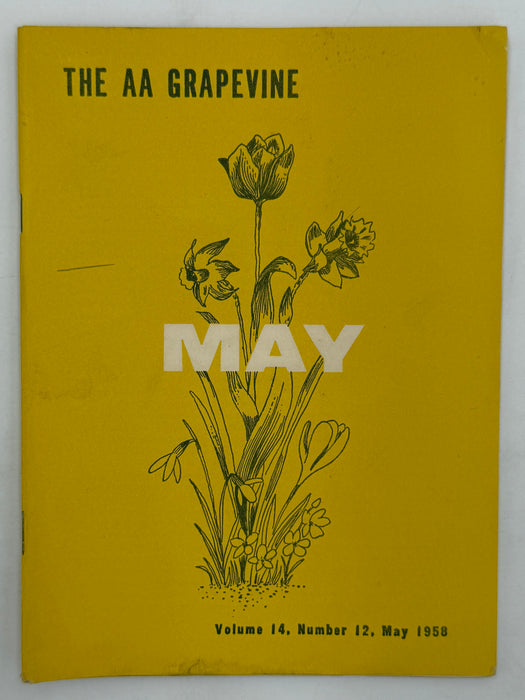 THE AA GRAPEVINE
MAY
Volume 14, Number 12, May 1958